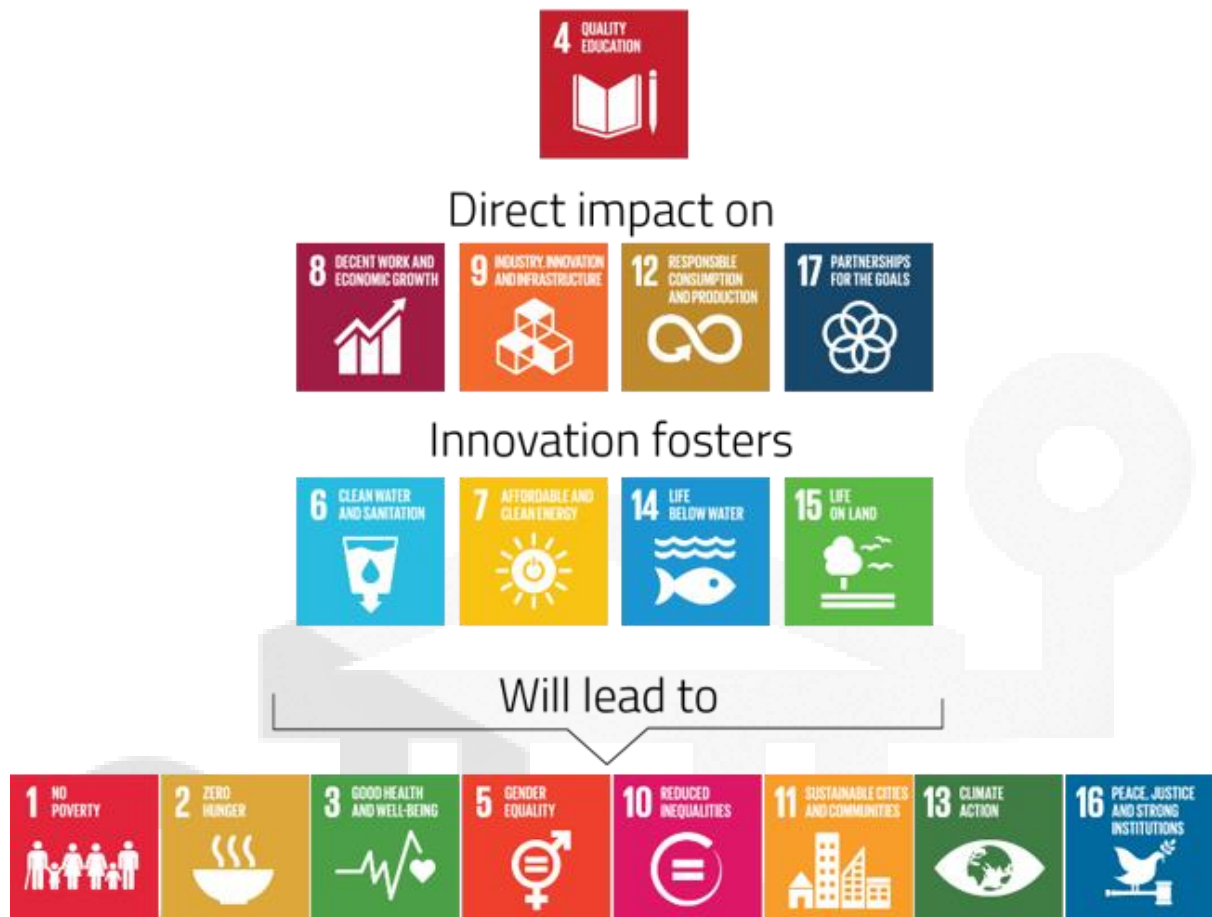 4 QUALITY
EDUCATION
Direct impact on
8 DECENT WORK AND
ECONOMIC GROWTH
9 INDUSTRY, INNOVATION
AND INFRASTRUCTURE
12 RESPONSIBLE
CONSUMPTION
AND PRODUCTION
17 PARTNERSHIPS
FOR THE GOALS
Innovation fosters
6 CLEAN WATER
AND SANITATION
7 AFFORDABLE AND
CLEAN ENERGY
14 LIFE
BELOW WATER
15 LIFE
ON LAND
Will lead to
1 NO
POVERTY
2 ZERO
HUNGER
3 GOOD HEALTH
AND WELL-BEING
5 GENDER
EQUALITY
10 REDUCED
INEQUALITIES
11 SUSTAINABLE CITIES
AND COMMUNITIES
13 CLIMATE
ACTION
16 PEACE, JUSTICE
AND STRONG
INSTITUTIONS